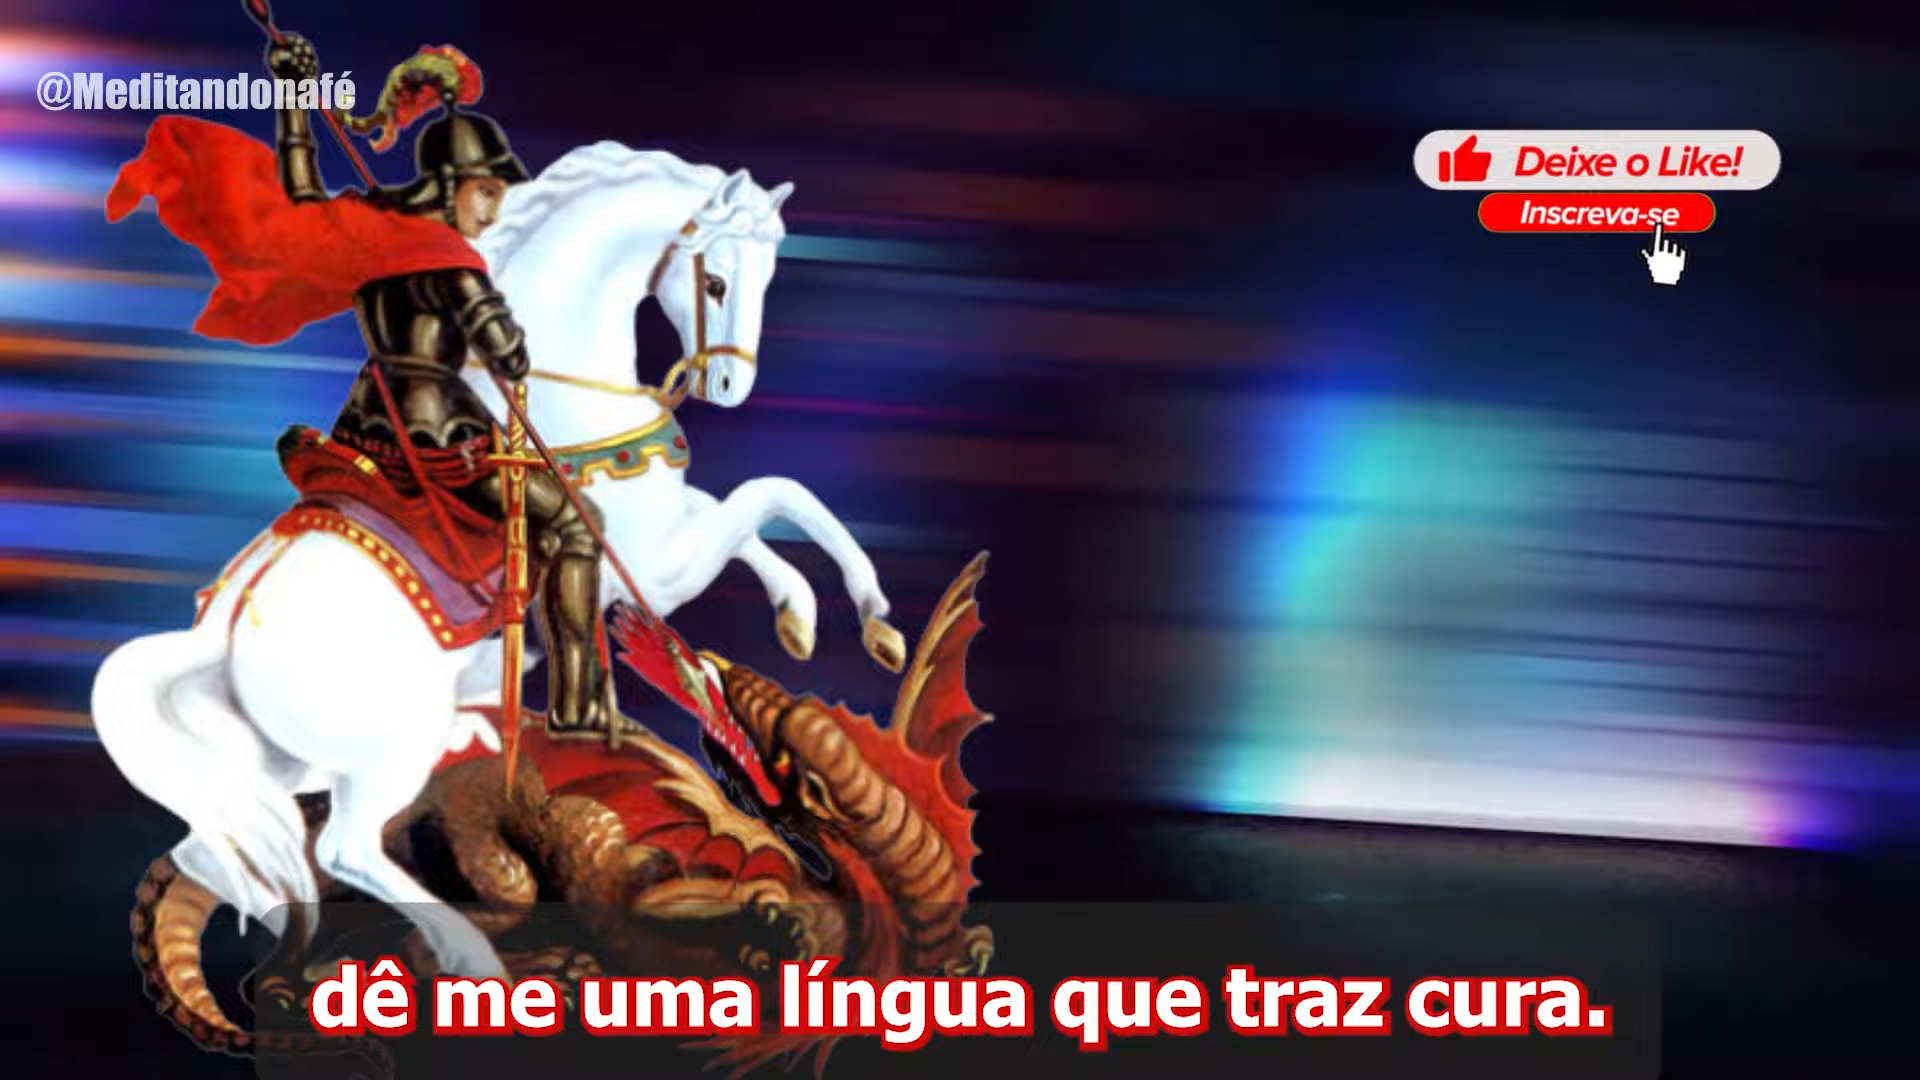 @Meditandonafé
Deixe o Like!
Inscreva-se
dê me uma língua que traz cura.